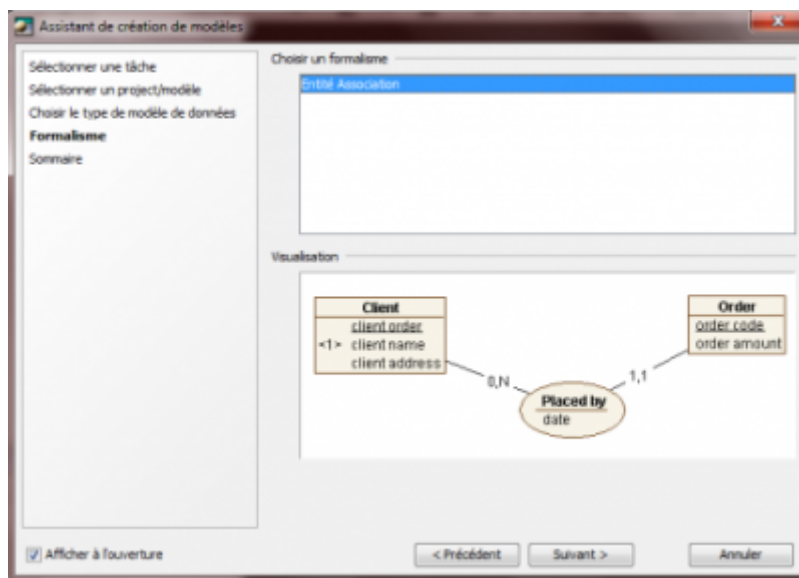 Assistant de création de modèles
Sélectionner une tâche
Sélectionner un project/modèle
Choisir le type de modèle de données
Formalisme
Sommaire
Choisir un formalisme
Entité Association
Visualisation
Client
client order
<1> client name
client address
0,N
Placed by
date
1,1
Order
order code
order amount
Afficher à l'ouverture
< Précédent
Suivant >
Annuler